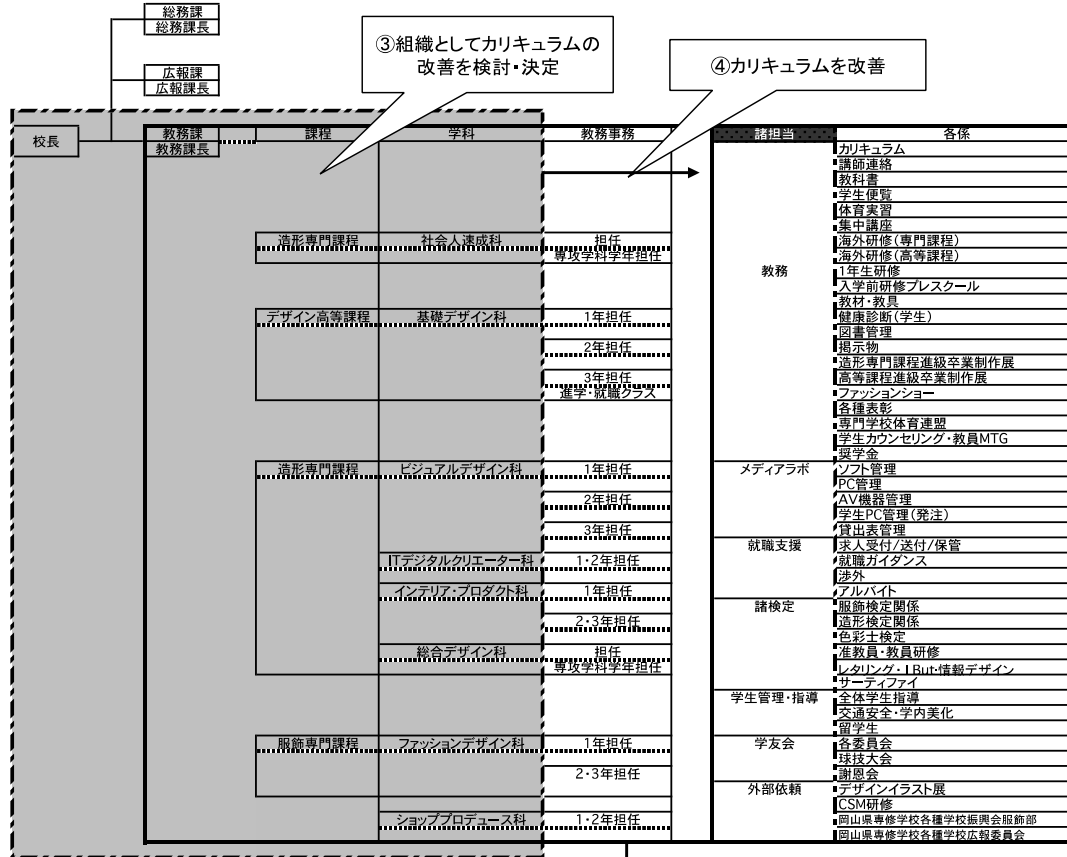 総務課
総務課長
広報課
広報課長
③組織としてカリキュラムの
改善を検討・決定
④カリキュラムを改善
校長
教務課
教務課長
課程
学科
教務事務
諸担当
各係
造形専門課程
社会人速成科
担任
専攻学科学年担任
デザイン高等課程
基礎デザイン科
1年担任
2年担任
3年担任
進学・就職クラス
造形専門課程
ビジュアルデザイン科
1年担任
2年担任
3年担任
ITデジタルクリエーター科
1・2年担任
インテリア・プロダクト科
1年担任
2・3年担任
総合デザイン科
担任
専攻学科学年担任
服飾専門課程
ファッションデザイン科
1年担任
2・3年担任
ショッププロデュース科
1・2年担任
教務
カリキュラム
講師連絡
教科書
学生便覧
体育実習
集中講座
海外研修(専門課程)
海外研修(高等課程)
1年生研修
入学前研修プレスクール
教材・教具
健康診断(学生)
図書管理
掲示物
造形専門課程進級卒業制作展
高等課程進級卒業制作展
ファッションショー
各種表彰
専門学校体育連盟
学生カウンセリング・教員MTG
奨学金
メディアラボ
ソフト管理
PC管理
AV機器管理
学生PC管理(発注)
貸出表管理
就職支援
求人受付/送付/保管
就職ガイダンス
渉外
アルバイト
諸検定
服飾検定関係
造形検定関係
色彩士検定
准教員・教員研修
レタリング・I But・情報デザイン
サーティファイ
学生管理・指導
全体学生指導
交通安全・学内美化
留学生
学友会
各委員会
球技大会
謝恩会
外部依頼
デザインイラスト展
CSM研修
岡山県専修学校各種学校振興会服飾部
岡山県専修学校各種学校広報委員会